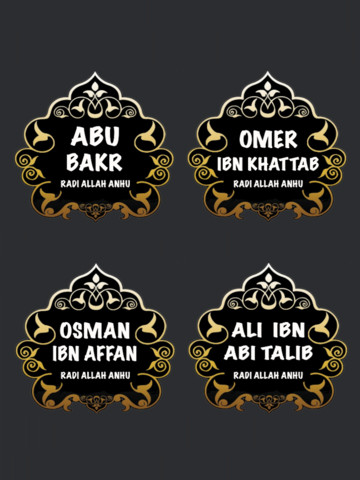 ABU
BAKR
RADI ALLAH ANHU
OMER
IBN KHATTAB
RADI ALLAH ANHU
OSMAN
IBN AFFAN
RADI ALLAH ANHU
ALI IBN
ABI TALIB
RADI ALLAH ANHU